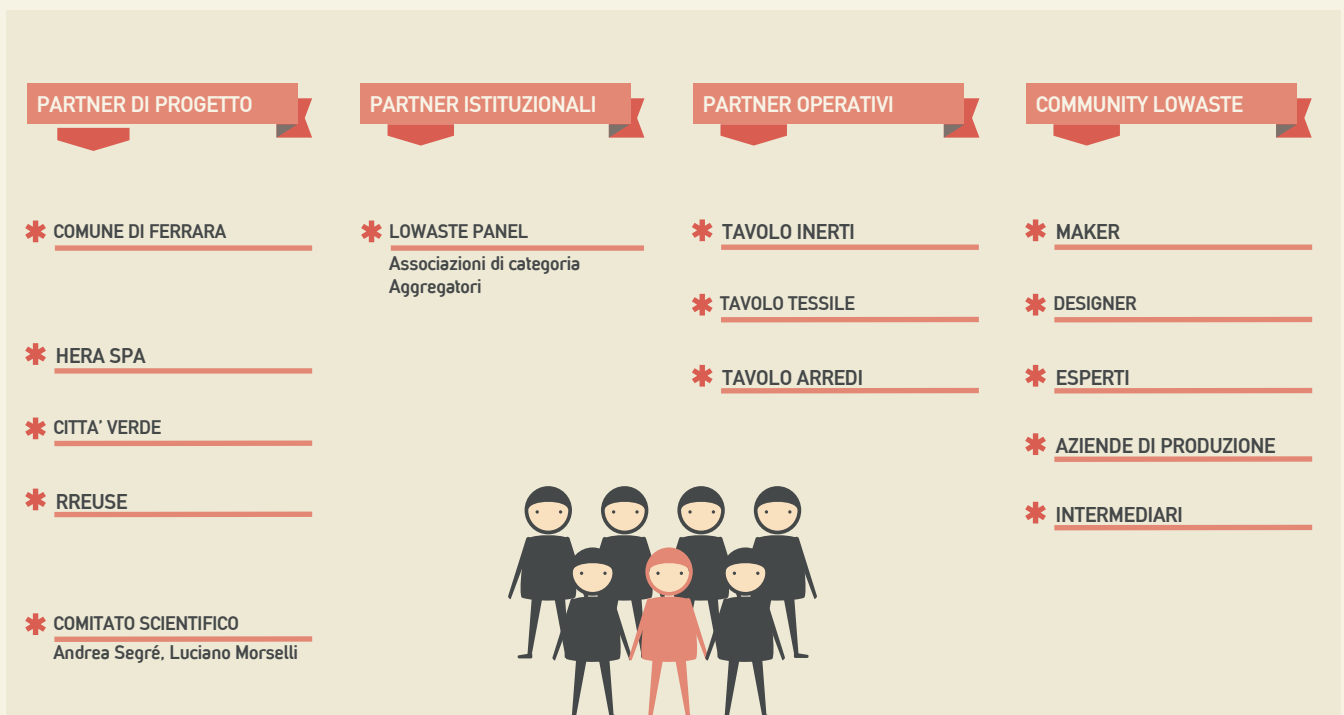 PARTNER DI PROGETTO
COMUNE DI FERRARA
HERA SPA
CITTA' VERDE
RREUSE
COMITATO SCIENTIFICO
Andrea Segré, Luciano Morselli
PARTNER ISTITUZIONALI
LOWASTE PANEL
Associazioni di categoria
Aggregatori
PARTNER OPERATIVI
TAVOLO INERTI
TAVOLO TESSILE
TAVOLO ARREDI
COMMUNITY LOWASTE
MAKER
DESIGNER
ESPERTI
AZIENDE DI PRODUZIONE
INTERMEDIARI